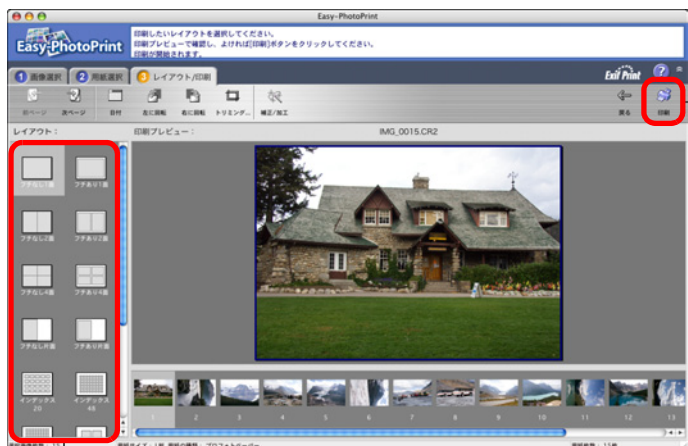 Easy-PhotoPrint
Easy-PhotoPrint
印刷したいレイアウトを選択してください。
印刷プレビューで確認し、よければ[印刷]ボタンをクリックしてください。
印刷が開始されます。
1 画像選択
2 用紙選択
3 レイアウト/印刷
Exif Print
?
前ページ
次ページ
日付
左に回転
右に回転
トリミング...
補正/加工
戻る
印刷
レイアウト:
印刷プレビュー:
IMG_0015.CR2
フチなし1面
フチあり1面
フチなし2面
フチあり2面
フチなし4面
フチあり4面
フチなし片面
フチあり片面
インデックス
20
インデックス
48
1 2 3 4 5 6 7 8 9 10 11 12 13